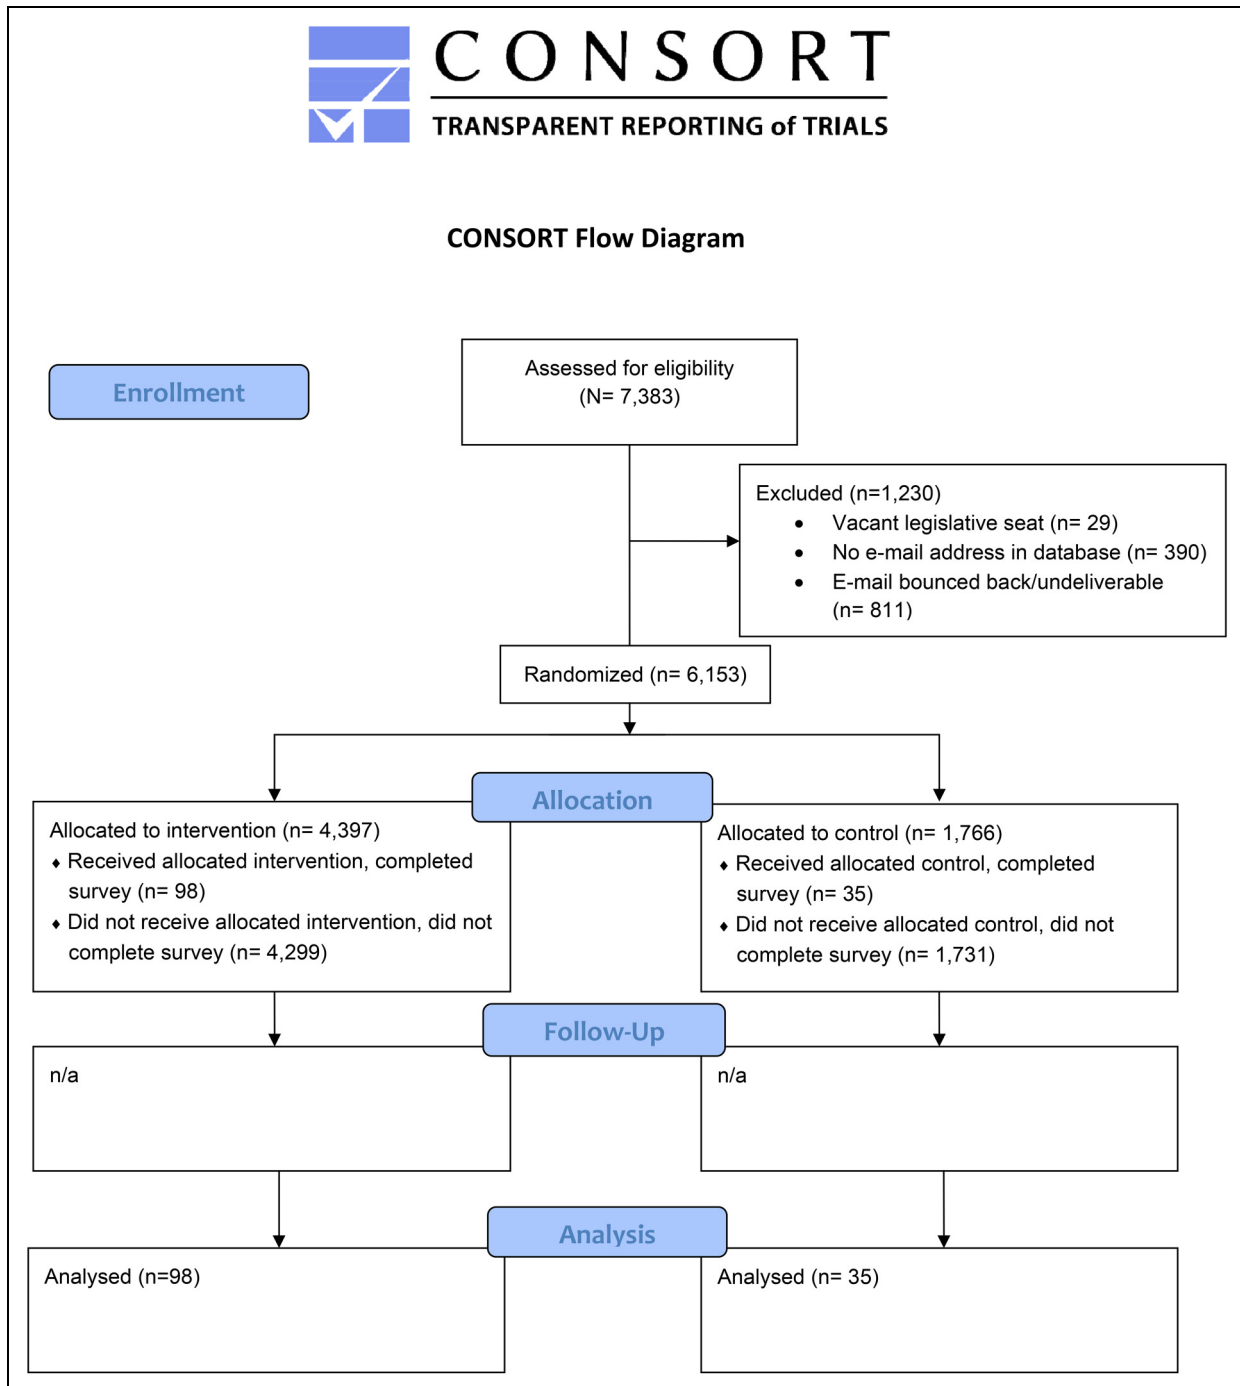 CONSORT
TRANSPARENT REPORTING of TRIALS
CONSORT Flow Diagram
Enrollment
Assessed for eligibility
(N= 7,383)
Excluded (n=1,230)
• Vacant legislative seat (n= 29)
• No e-mail address in database (n= 390)
• E-mail bounced back/undeliverable
(n= 811)
Randomized (n= 6,153)
Allocation
Allocated to intervention (n= 4,397)
♦ Received allocated intervention, completed
survey (n= 98)
♦ Did not receive allocated intervention, did not
complete survey (n= 4,299)
Allocated to control (n= 1,766)
♦ Received allocated control, completed
survey (n= 35)
♦ Did not receive allocated control, did not
complete survey (n= 1,731)
Follow-Up
n/a
n/a
Analysis
Analysed (n=98)
Analysed (n= 35)